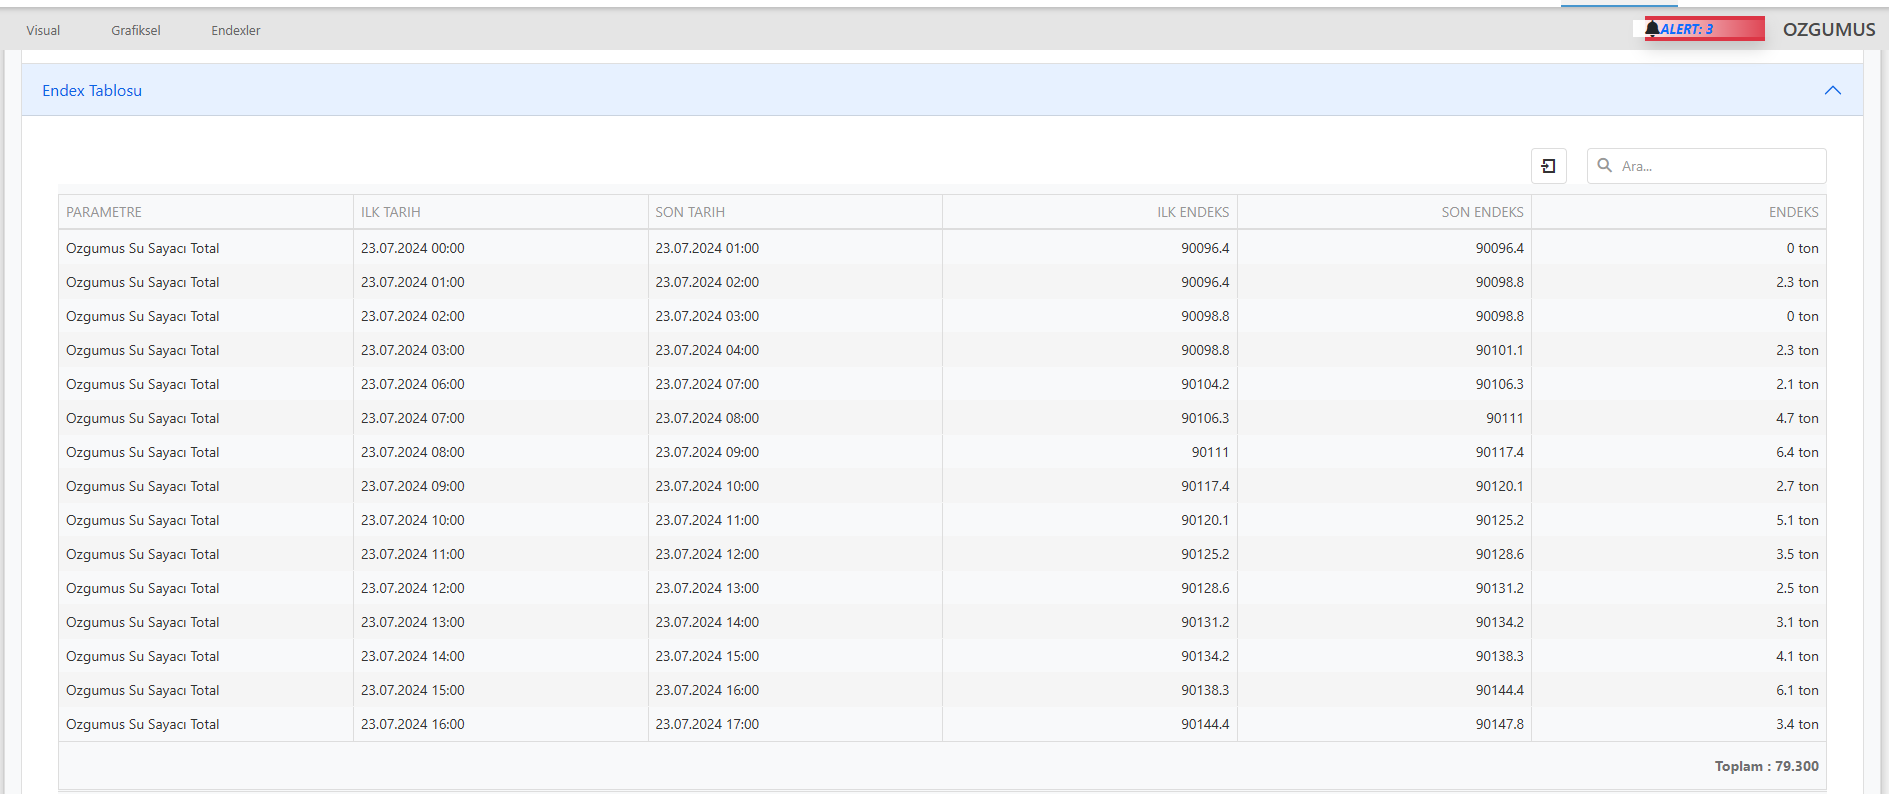 Visual Grafiksel Endexler ALERT: 3 OZGUMUS
Endex Tablosu
Ara...
PARAMETRE ILK TARIH SON TARIH ILK ENDEKS SON ENDEKS ENDEKS
Ozgumus Su Sayacı Total 23.07.2024 00:00 23.07.2024 01:00 90096.4 90096.4 0 ton
Ozgumus Su Sayacı Total 23.07.2024 01:00 23.07.2024 02:00 90096.4 90098.8 2.3 ton
Ozgumus Su Sayacı Total 23.07.2024 02:00 23.07.2024 03:00 90098.8 90098.8 0 ton
Ozgumus Su Sayacı Total 23.07.2024 03:00 23.07.2024 04:00 90098.8 90101.1 2.3 ton
Ozgumus Su Sayacı Total 23.07.2024 06:00 23.07.2024 07:00 90104.2 90106.3 2.1 ton
Ozgumus Su Sayacı Total 23.07.2024 07:00 23.07.2024 08:00 90106.3 90111 4.7 ton
Ozgumus Su Sayacı Total 23.07.2024 08:00 23.07.2024 09:00 90111 90117.4 6.4 ton
Ozgumus Su Sayacı Total 23.07.2024 09:00 23.07.2024 10:00 90117.4 90120.1 2.7 ton
Ozgumus Su Sayacı Total 23.07.2024 10:00 23.07.2024 11:00 90120.1 90125.2 5.1 ton
Ozgumus Su Sayacı Total 23.07.2024 11:00 23.07.2024 12:00 90125.2 90128.6 3.5 ton
Ozgumus Su Sayacı Total 23.07.2024 12:00 23.07.2024 13:00 90128.6 90131.2 2.5 ton
Ozgumus Su Sayacı Total 23.07.2024 13:00 23.07.2024 14:00 90131.2 90134.2 3.1 ton
Ozgumus Su Sayacı Total 23.07.2024 14:00 23.07.2024 15:00 90134.2 90138.3 4.1 ton
Ozgumus Su Sayacı Total 23.07.2024 15:00 23.07.2024 16:00 90138.3 90144.4 6.1 ton
Ozgumus Su Sayacı Total 23.07.2024 16:00 23.07.2024 17:00 90144.4 90147.8 3.4 ton
Toplam : 79.300